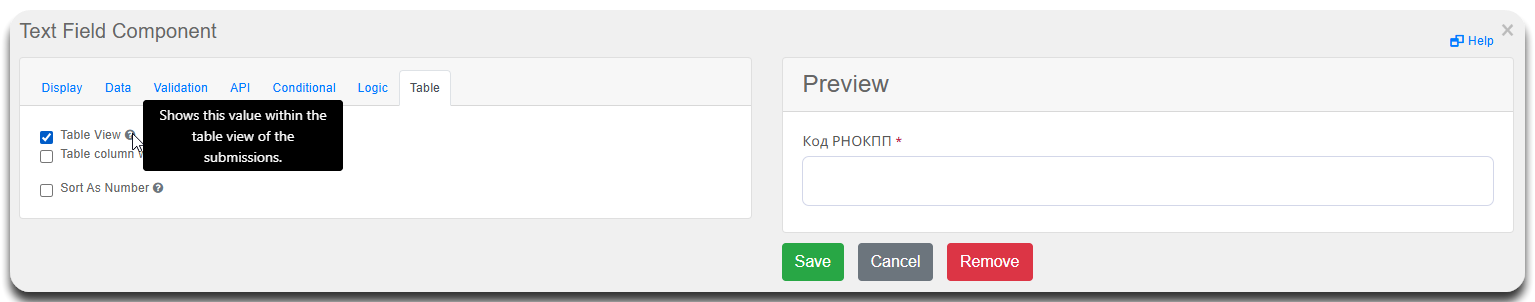 Text Field Component
×
Help
Display Data Validation API Conditional Logic Table
Shows this value within the
table view of the
submissions.
Table View
Table column
Sort As Number
Preview
Код РНОКПП *
Save Cancel Remove